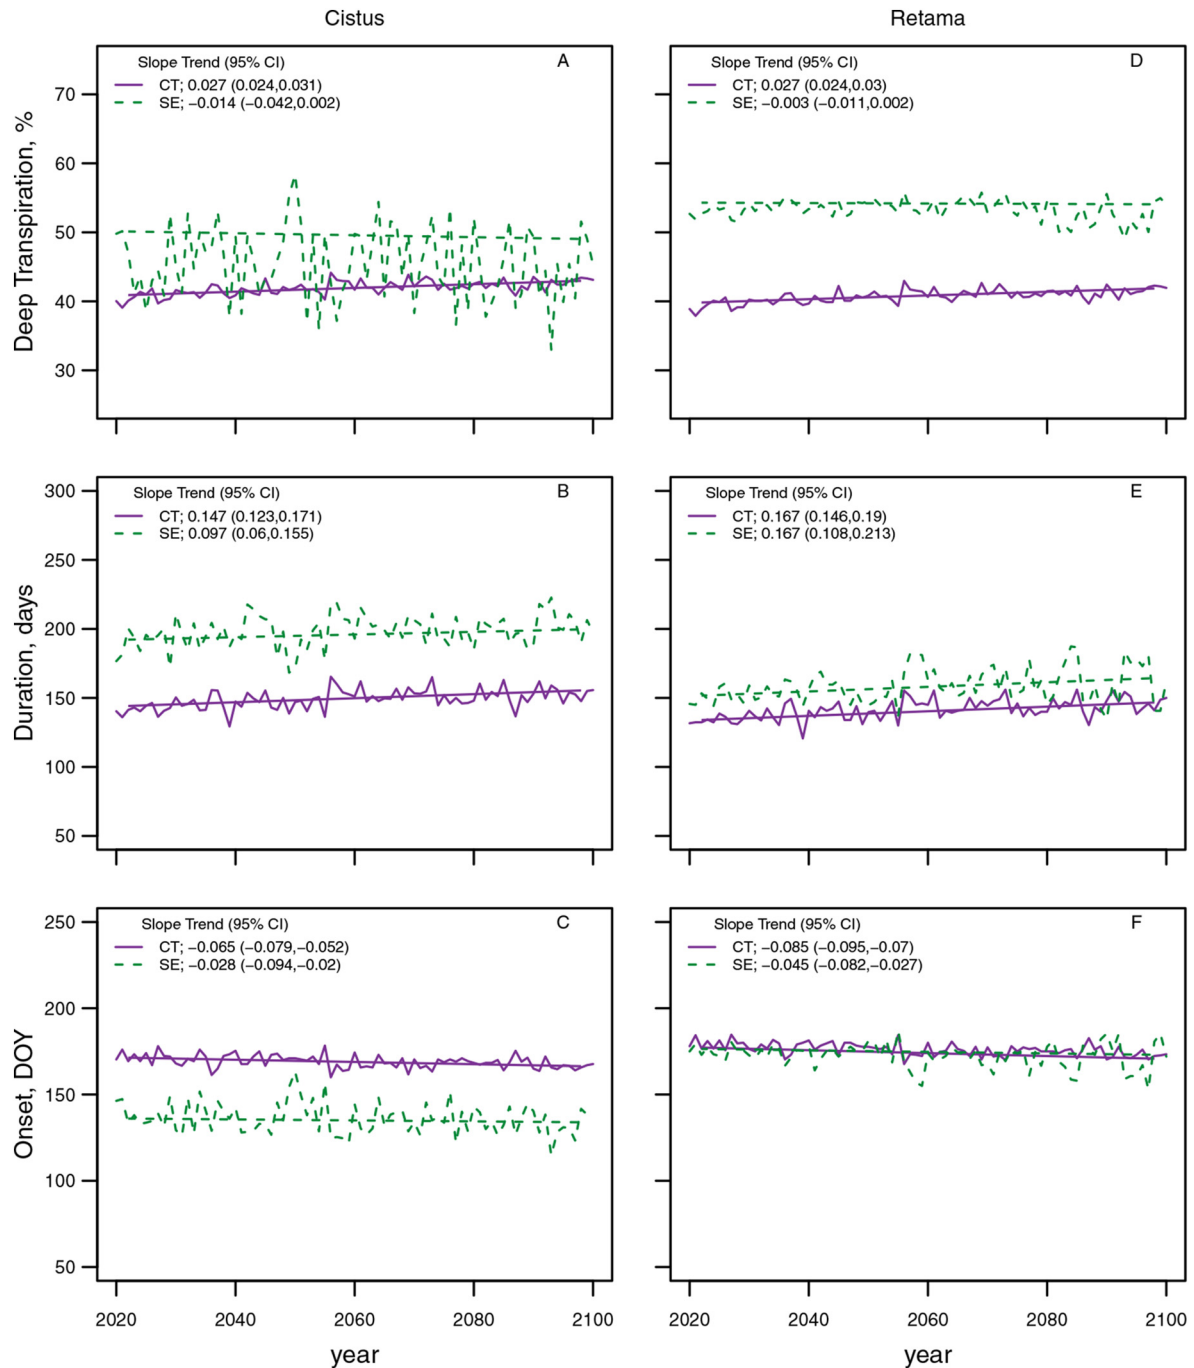 Cistus
Retama
Slope Trend (95% CI)
A
CT; 0.027 (0.024,0.031)
SE; −0.014 (−0.042,0.002)
70
60
50
40
30
Deep Transpiration, %
Slope Trend (95% CI)
D
CT; 0.027 (0.024,0.03)
SE; −0.003 (−0.011,0.002)
Slope Trend (95% CI)
B
CT; 0.147 (0.123,0.171)
SE; 0.097 (0.06,0.155)
300
250
200
150
100
50
Duration, days
Slope Trend (95% CI)
E
CT; 0.167 (0.146,0.19)
SE; 0.167 (0.108,0.213)
Slope Trend (95% CI)
C
CT; −0.065 (−0.079,−0.052)
SE; −0.028 (−0.094,−0.02)
250
200
150
100
50
Onset, DOY
2020 2040 2060 2080 2100
year
Slope Trend (95% CI)
F
CT; −0.085 (−0.095,−0.07)
SE; −0.045 (−0.082,−0.027)
2020 2040 2060 2080 2100
year